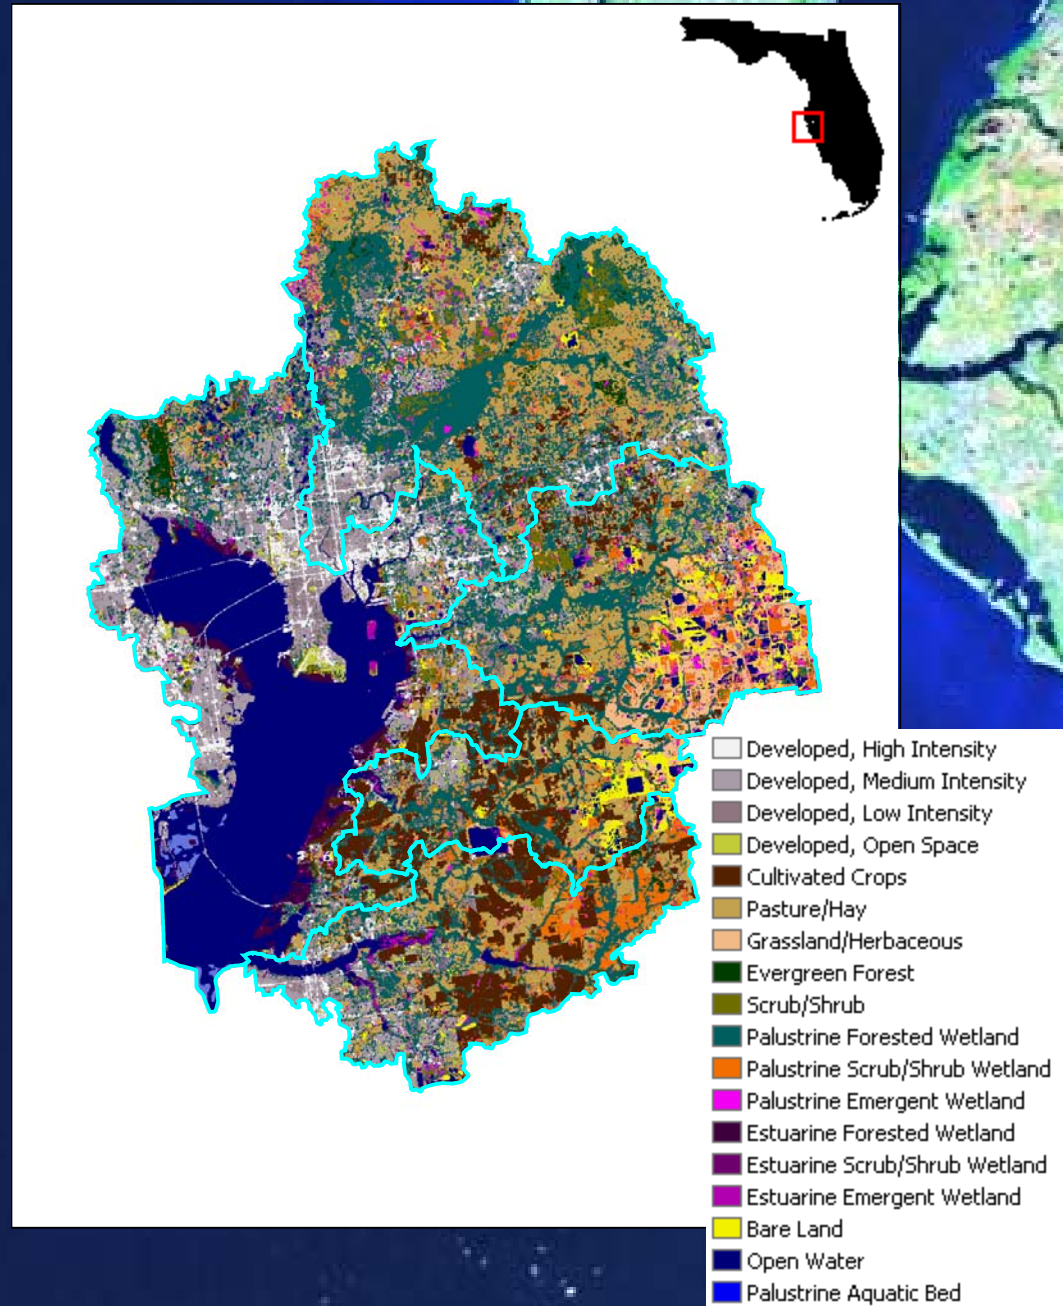 Developed, High Intensity
Developed, Medium Intensity
Developed, Low Intensity
Developed, Open Space
Cultivated Crops
Pasture/Hay
Grassland/Herbaceous
Evergreen Forest
Scrub/Shrub
Palustrine Forested Wetland
Palustrine Scrub/Shrub Wetland
Palustrine Emergent Wetland
Estuarine Forested Wetland
Estuarine Scrub/Shrub Wetland
Estuarine Emergent Wetland
Bare Land
Open Water
Palustrine Aquatic Bed